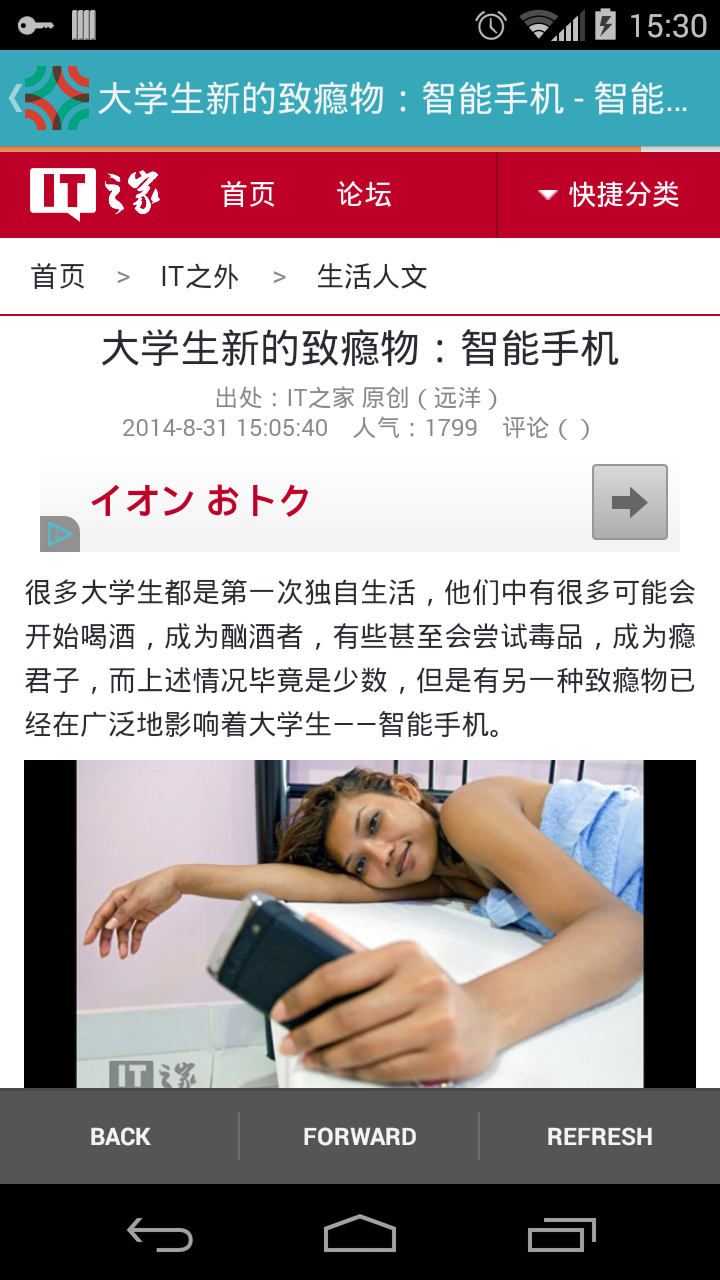 15:30
大学生新的致瘾物：智能手机 - 智能...
IT之家 首页 论坛 快捷分类
首页 > IT之外 > 生活人文
大学生新的致瘾物：智能手机
出处：IT之家 原创（远洋）
2014-8-31 15:05:40 人气：1799 评论（ ）
イオン おトク
很多大学生都是第一次独自生活，他们中有很多可能会
开始喝酒，成为酗酒者，有些甚至会尝试毒品，成为瘾
君子，而上述情况毕竟是少数，但是有另一种致瘾物已
经在广泛地影响着大学生——智能手机。
IT之家
BACK FORWARD REFRESH